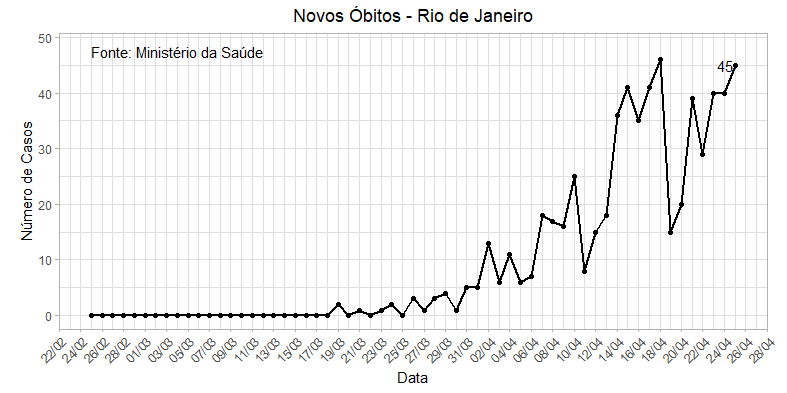 Novos Óbitos - Rio de Janeiro
Fonte: Ministério da Saúde
45
50
40
30
20
10
0
Número de Casos
22/02 24/02 26/02 28/02 01/03 03/03 05/03 07/03 09/03 11/03 13/03 15/03 17/03 19/03 21/03 23/03 25/03 27/03 29/03 31/03 02/04 04/04 06/04 08/04 10/04 12/04 14/04 16/04 18/04 20/04 22/04 24/04 26/04 28/04
Data